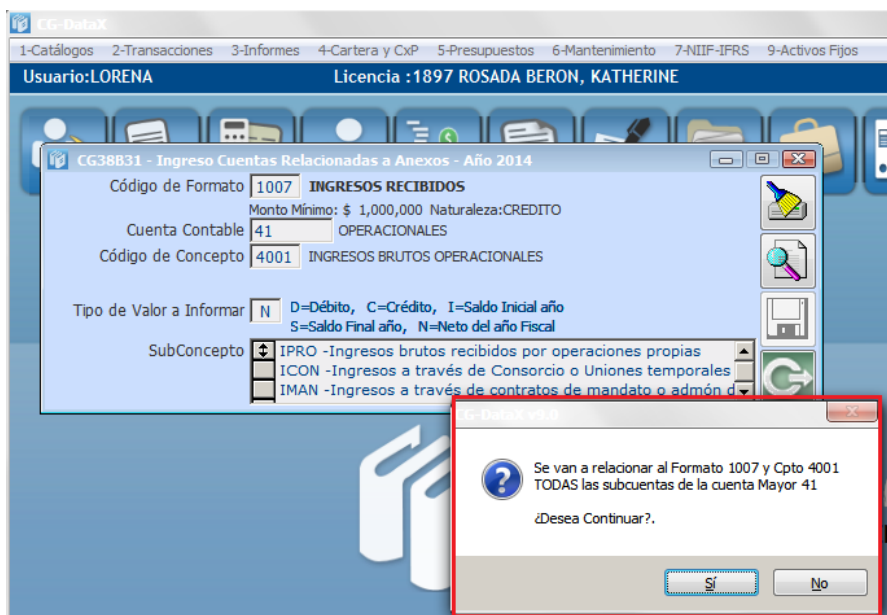 CG-DataX
1-Catálogos 2-Transacciones 3-Informes 4-Cartera y CxP 5-Presupuestos 6-Mantenimiento 7-NIIF-IFRS 9-Activos Fijos
Usuario:LORENA Licencia :1897 ROSADA BERON, KATHERINE
CG38B31 - Ingreso Cuentas Relacionadas a Anexos - Año 2014
Código de Formato 1007 INGRESOS RECIBIDOS
Monto Mínimo: $ 1,000,000 Naturaleza:CREDITO
Cuenta Contable 41 OPERACIONALES
Código de Concepto 4001 INGRESOS BRUTOS OPERACIONALES
Tipo de Valor a Informar N D=Débito, C=Crédito, I=Saldo Inicial año
S=Saldo Final año, N=Neto del año Fiscal
SubConcepto IPRO -Ingresos brutos recibidos por operaciones propias
ICON -Ingresos a través de Consorcio o Uniones temporales
IMAN -Ingresos a través de contratos de mandato o admón d
CG-DataX v9.0
Se van a relacionar al Formato 1007 y Cpto 4001
TODAS las subcuentas de la cuenta Mayor 41
¿Desea Continuar?.
Sí No